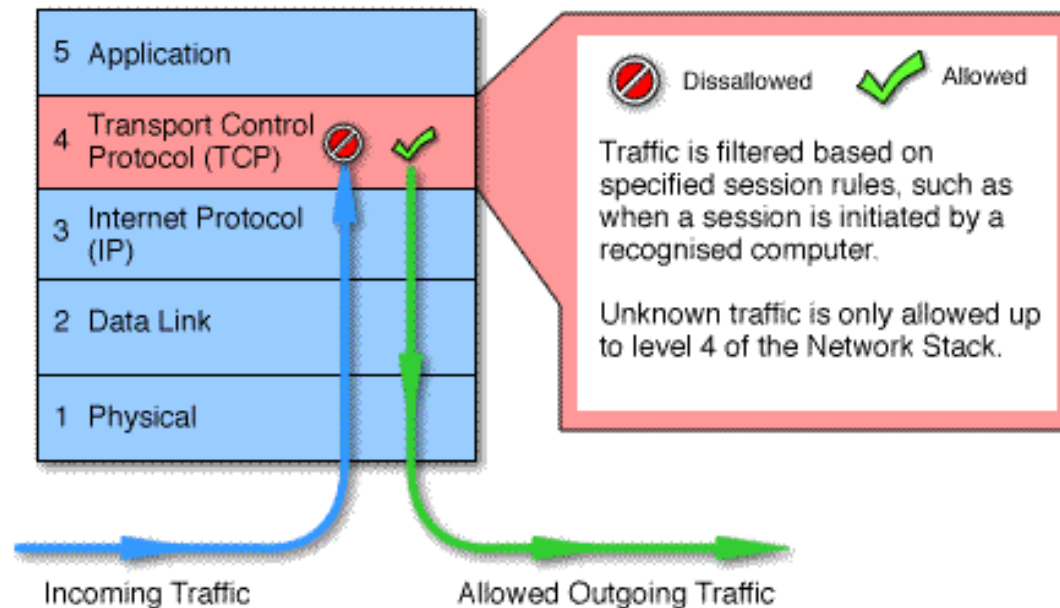 5 Application
4 Transport Control
Protocol (TCP)
3 Internet Protocol
(IP)
2 Data Link
1 Physical
Incoming Traffic
Allowed Outgoing Traffic
Dissallowed
Allowed
Traffic is filtered based on
specified session rules, such as
when a session is initiated by a
recognised computer.
Unknown traffic is only allowed up
to level 4 of the Network Stack.